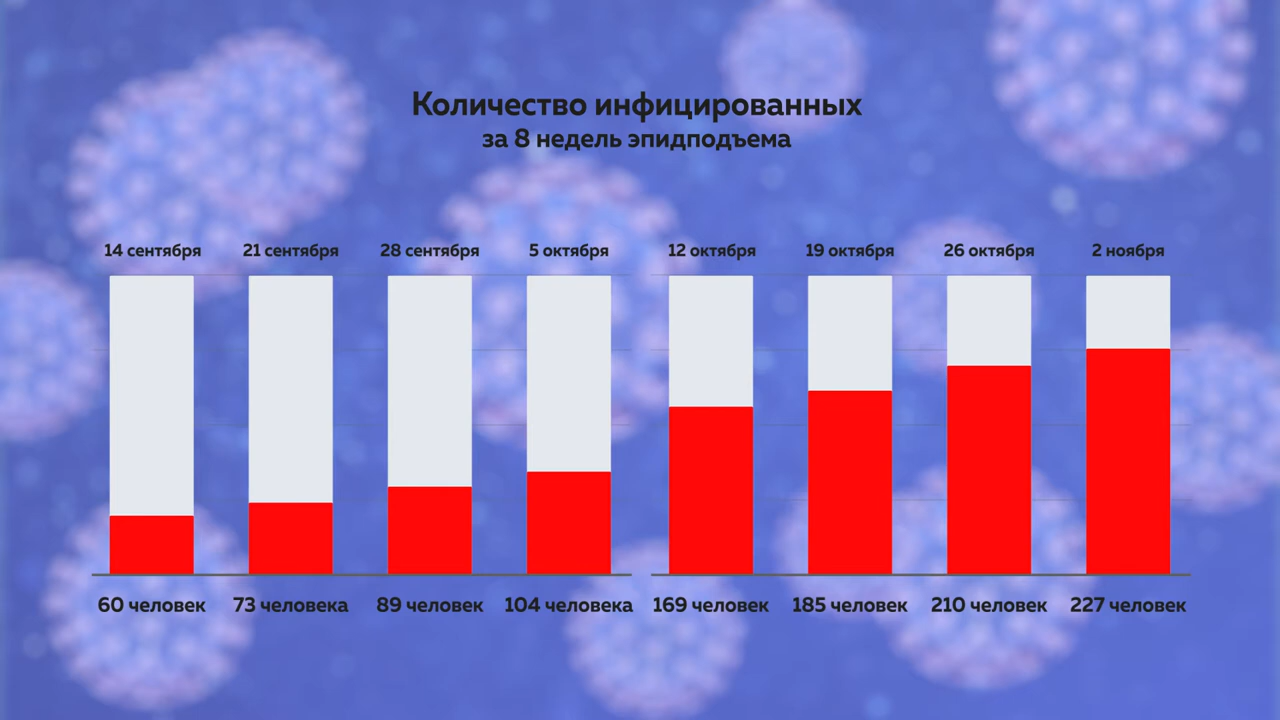 Количество инфицированных
за 8 недель эпидподъема
14 сентября 21 сентября 28 сентября 5 октября 12 октября 19 октября 26 октября 2 ноября
60 человек 73 человека 89 человек 104 человека 169 человек 185 человек 210 человек 227 человек